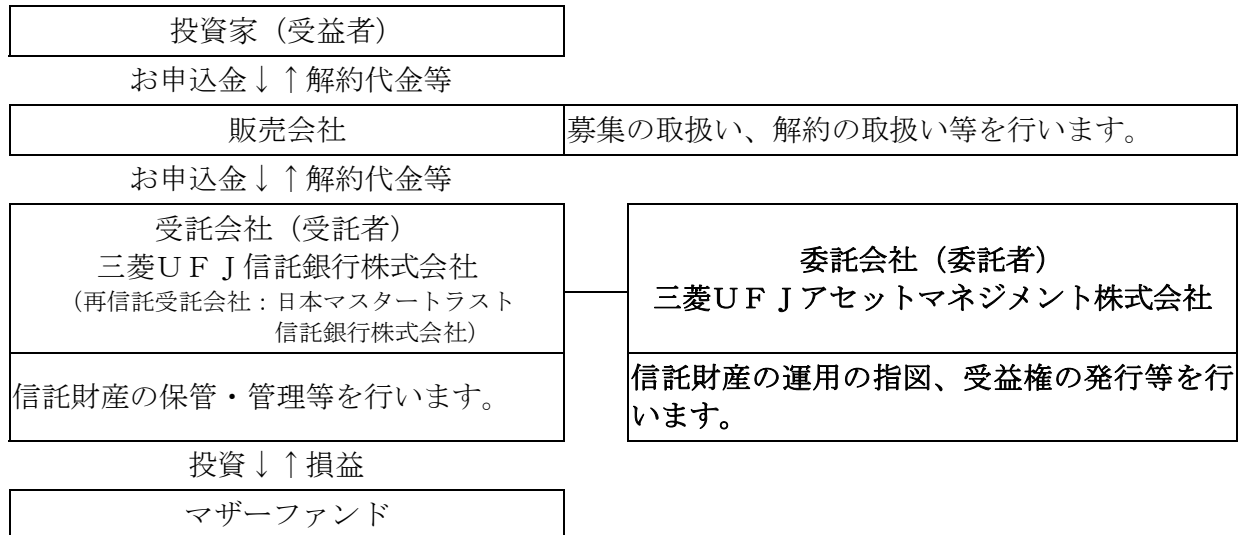 投資家（受益者）
お申込金↓↑解約代金等
販売会社
募集の取扱い、解約の取扱い等を行います。
お申込金↓↑解約代金等
受託会社（受託者）
三菱ＵＦＪ信託銀行株式会社
（再信託受託会社：日本マスタートラスト
信託銀行株式会社）
委託会社（委託者）
三菱ＵＦＪアセットマネジメント株式会社
信託財産の保管・管理等を行います。
信託財産の運用の指図、受益権の発行等を行
います。
投資↓↑損益
マザーファンド